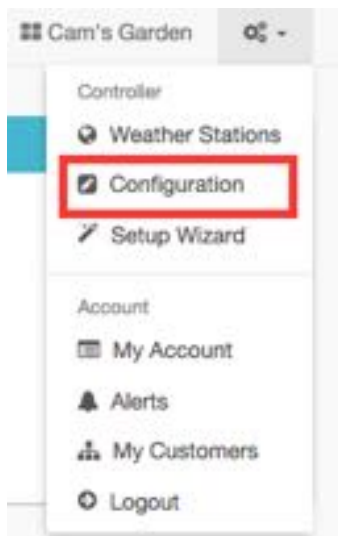 Cam's Garden
Controller
Weather Stations
Configuration
Setup Wizard
Account
My Account
Alerts
My Customers
Logout